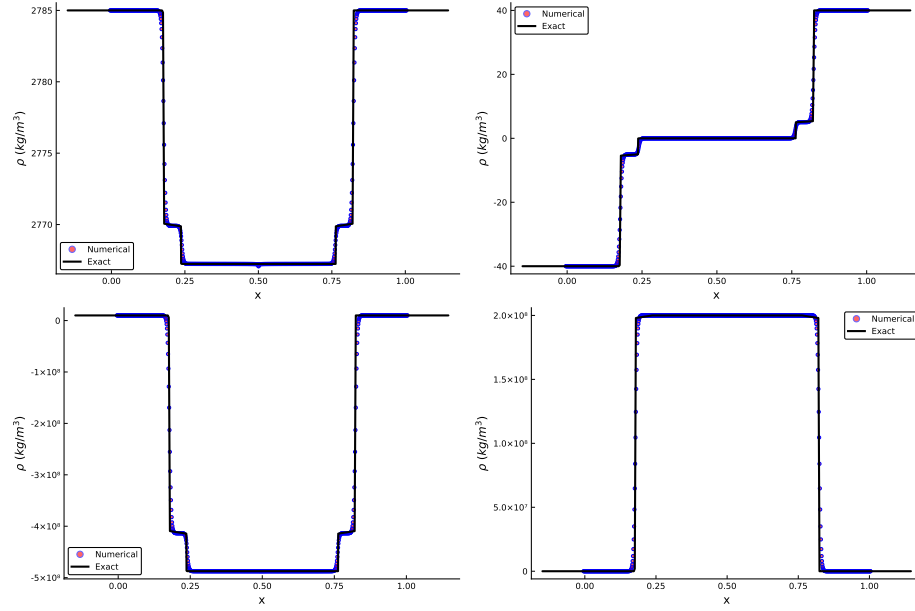 2785
2780
2775
2770
ρ (kg/m³)
Numerical
Exact
0.00 0.25 0.50 0.75 1.00
x
Numerical
Exact
40
20
0
-20
-40
ρ (kg/m³)
0.00 0.25 0.50 0.75 1.00
x
0
-1×10⁸
-2×10⁸
-3×10⁸
-4×10⁸
-5×10⁸
ρ (kg/m³)
Numerical
Exact
0.00 0.25 0.50 0.75 1.00
x
2.0×10⁸
1.5×10⁸
1.0×10⁸
5.0×10⁷
0
ρ (kg/m³)
Numerical
Exact
0.00 0.25 0.50 0.75 1.00
x